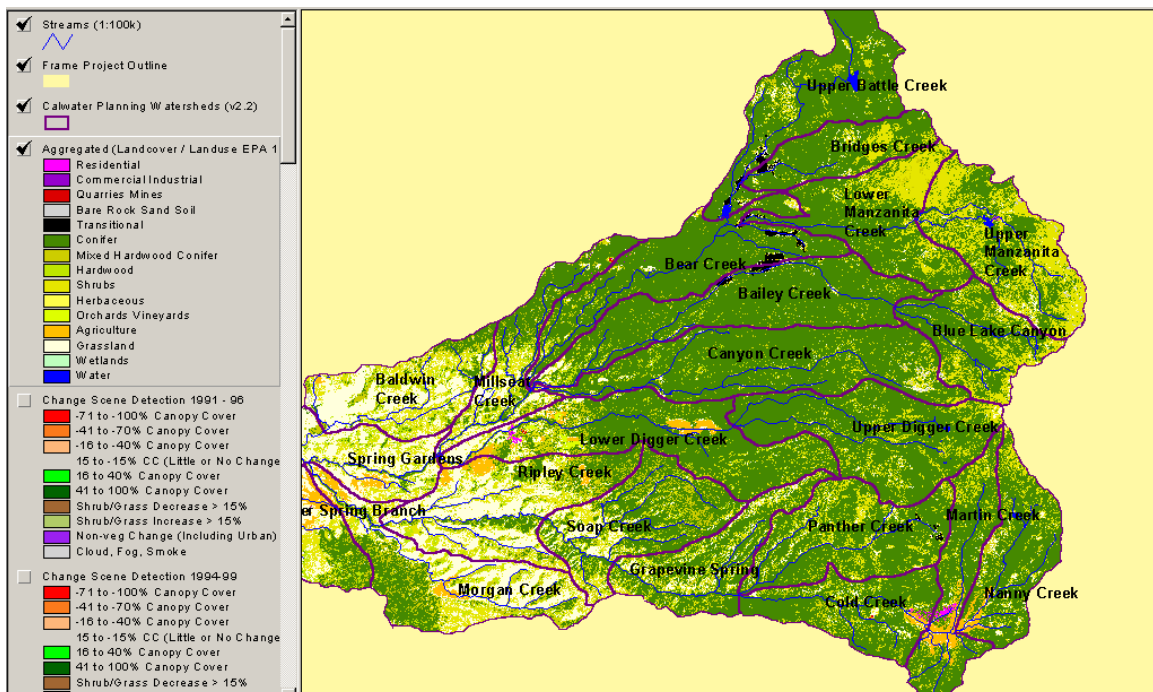 Streams (1:100k)
Frame Project Outline
Calwater Planning Watersheds (v2.2)
Aggregated (Landcover / Landuse EPA 1
Residential
Commercial Industrial
Quarries Mines
Bare Rock Sand Soil
Transitional
Conifer
Mixed Hardwood Conifer
Hardwood
Shrubs
Herbaceous
Orchards Vineyards
Agriculture
Grassland
Wetlands
Water
Change Scene Detection 1991 - 96
-71 to -100% Canopy Cover
-41 to -70% Canopy Cover
-16 to -40% Canopy Cover
15 to -15% CC (Little or No Change
16 to 40% Canopy Cover
41 to 100% Canopy Cover
Shrub/Grass Decrease > 15%
Shrub/Grass Increase > 15%
Non-veg Change (Including Urban)
Cloud, Fog, Smoke
Change Scene Detection 1994-99
-71 to -100% Canopy Cover
-41 to -70% Canopy Cover
-16 to -40% Canopy Cover
15 to -15% CC (Little or No Change
16 to 40% Canopy Cover
41 to 100% Canopy Cover
Shrub/Grass Decrease > 15%
Upper Battle Creek
Bridges Creek
Lower
Manzanita
Creek
Upper
Manzanita
Creek
Bear Creek
Bailey Creek
Blue Lake Canyon
Canyon Creek
Baldwin
Creek
Millseat
Creek
Upper Digger Creek
Lower Digger Creek
Spring Gardens
Ripley Creek
er Spring Branch
Soap Creek
Panther Creek
Martin Creek
Grapevine Spring
Morgan Creek
Cold Creek
Nanny Creek